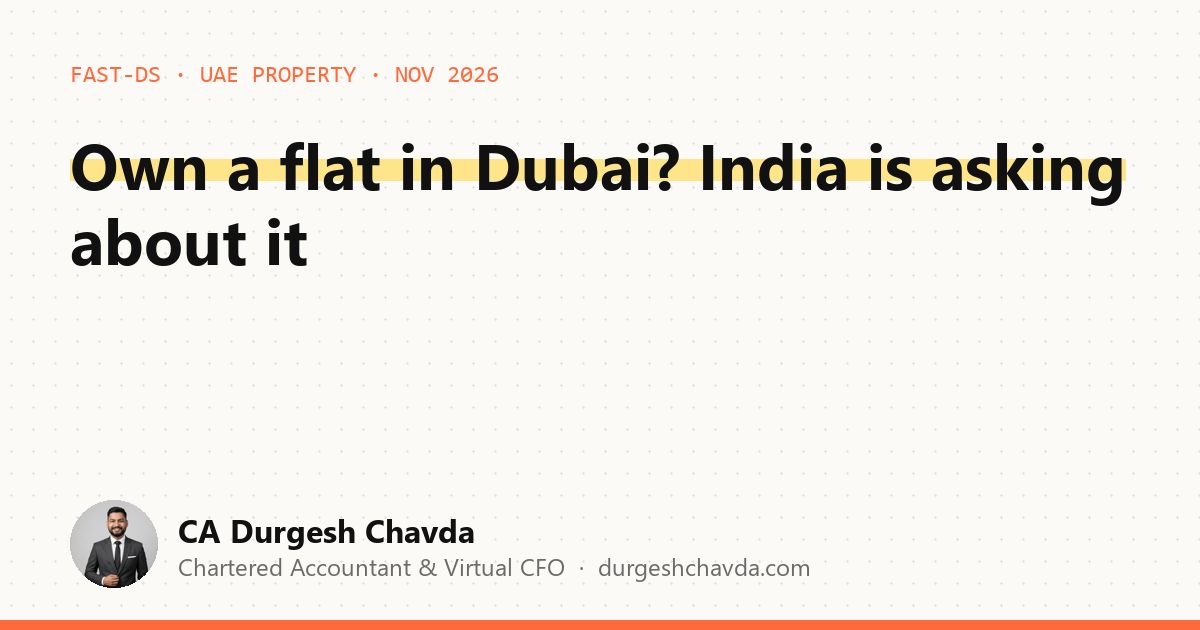 FAST-DS · UAE PROPERTY · NOV 2026
Own a flat in Dubai? India is asking
about it
CA Durgesh Chavda
Chartered Accountant & Virtual CFO · durgeshchavda.com